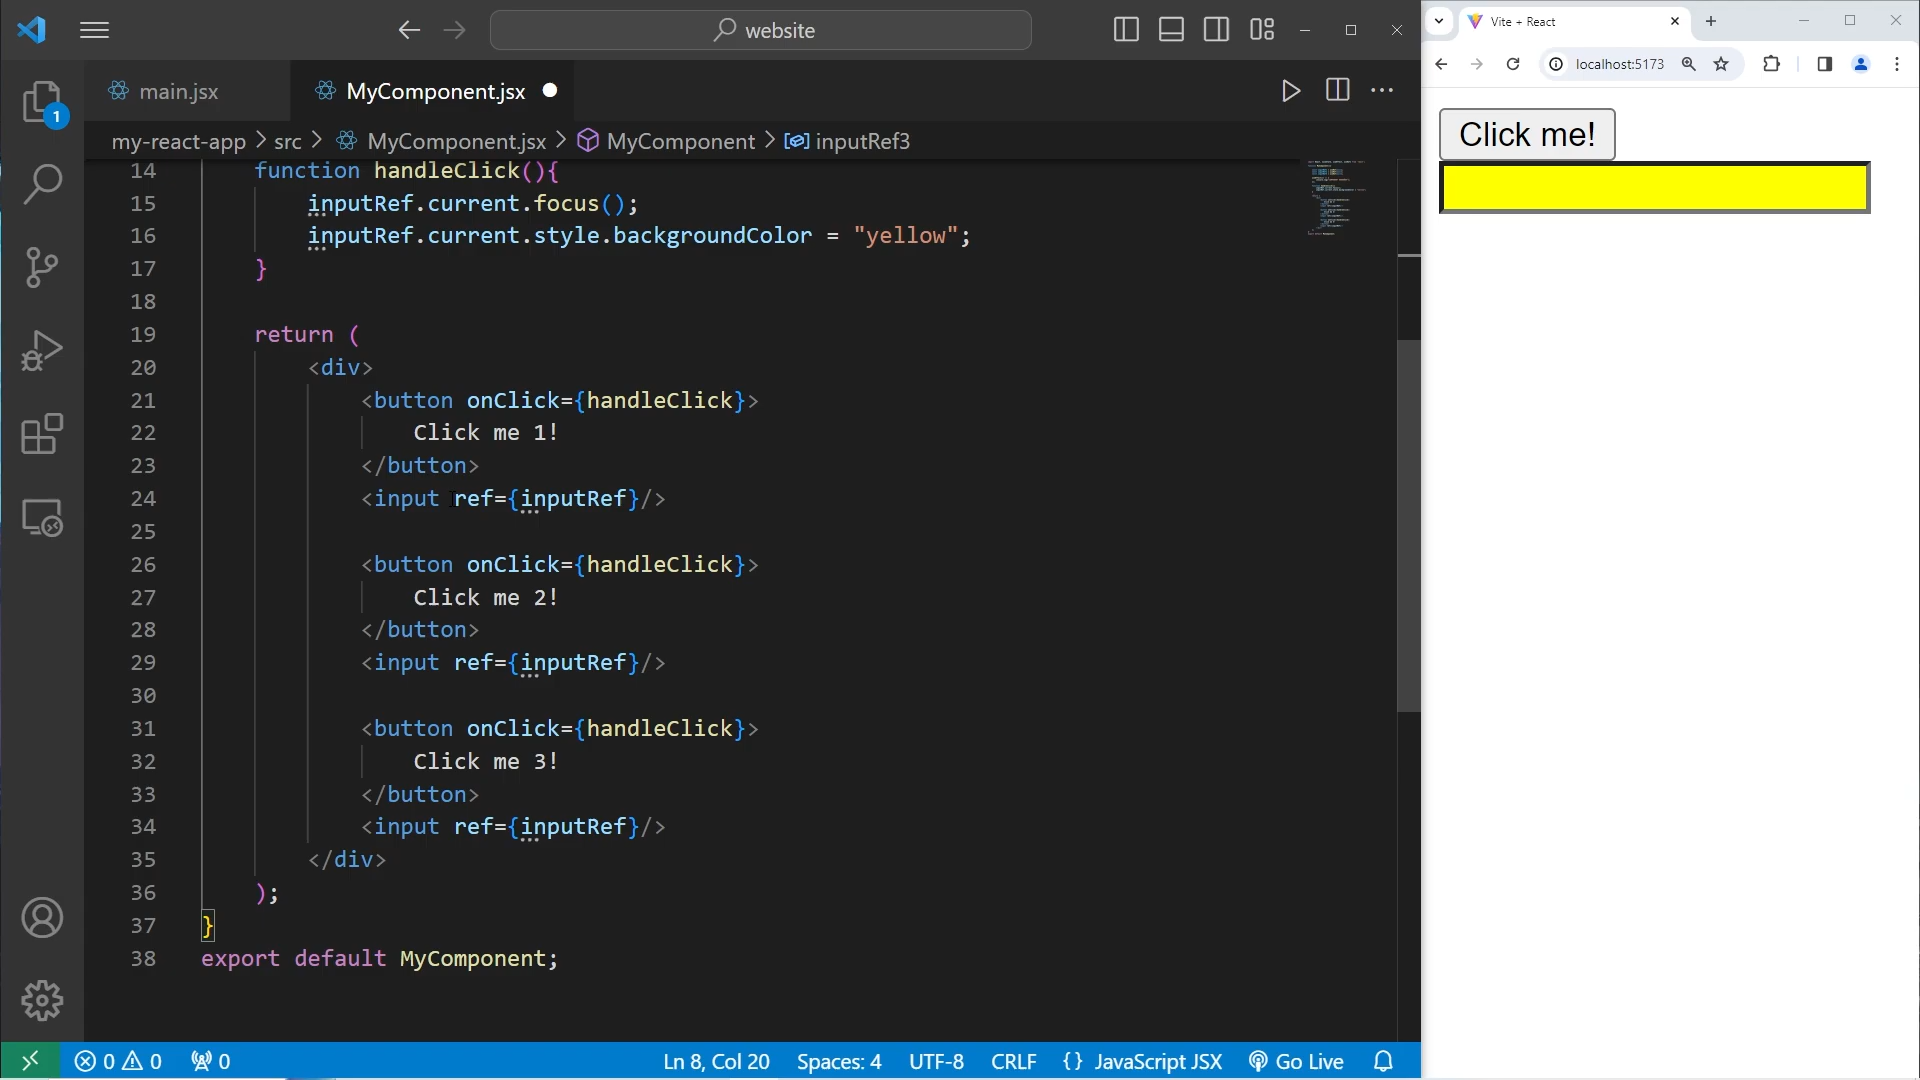 website
main.jsx
MyComponent.jsx
my-react-app > src > MyComponent.jsx > MyComponent > inputRef3
1
14 function handleClick(){
15 inputRef.current.focus();
16 inputRef.current.style.backgroundColor = "yellow";
17 }
18
19 return (
20 <div>
21 <button onClick={handleClick}>
22 Click me 1!
23 </button>
24 <input ref={inputRef}/>
25
26 <button onClick={handleClick}>
27 Click me 2!
28 </button>
29 <input ref={inputRef}/>
30
31 <button onClick={handleClick}>
32 Click me 3!
33 </button>
34 <input ref={inputRef}/>
35 </div>
36 );
37 }
38 export default MyComponent;
0 0 0 Ln 8, Col 20 Spaces: 4 UTF-8 CRLF {} JavaScript JSX Go Live
Vite + React
localhost:5173
Click me!